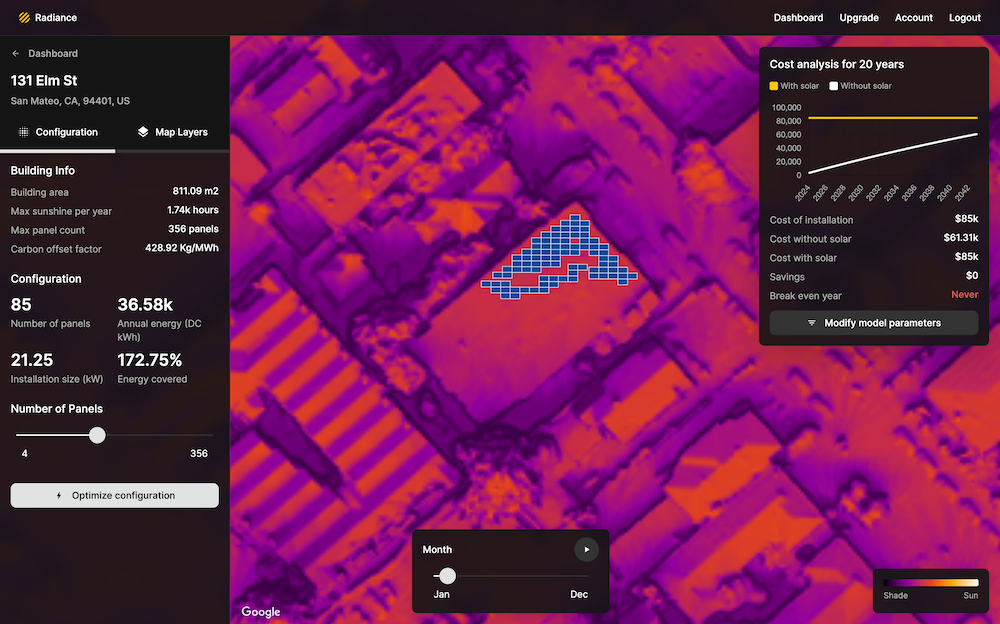 Radiance
Dashboard Upgrade Account Logout
Dashboard
131 Elm St
San Mateo, CA, 94401, US
Configuration Map Layers
Building Info
Building area 811.09 m2
Max sunshine per year 1.74k hours
Max panel count 356 panels
Carbon offset factor 428.92 Kg/MWh
Configuration
85 36.58k
Number of panels Annual energy (DC
kWh)
21.25 172.75%
Installation size (kW) Energy covered
Number of Panels
4 356
Optimize configuration
Cost analysis for 20 years
With solar Without solar
100,000
80,000
60,000
40,000
20,000
0
2024 2026 2028 2030 2032 2034 2036 2038 2040 2042
Cost of installation $85k
Cost without solar $61.31k
Cost with solar $85k
Savings $0
Break even year Never
Modify model parameters
Month
Jan Dec
Google
Shade Sun